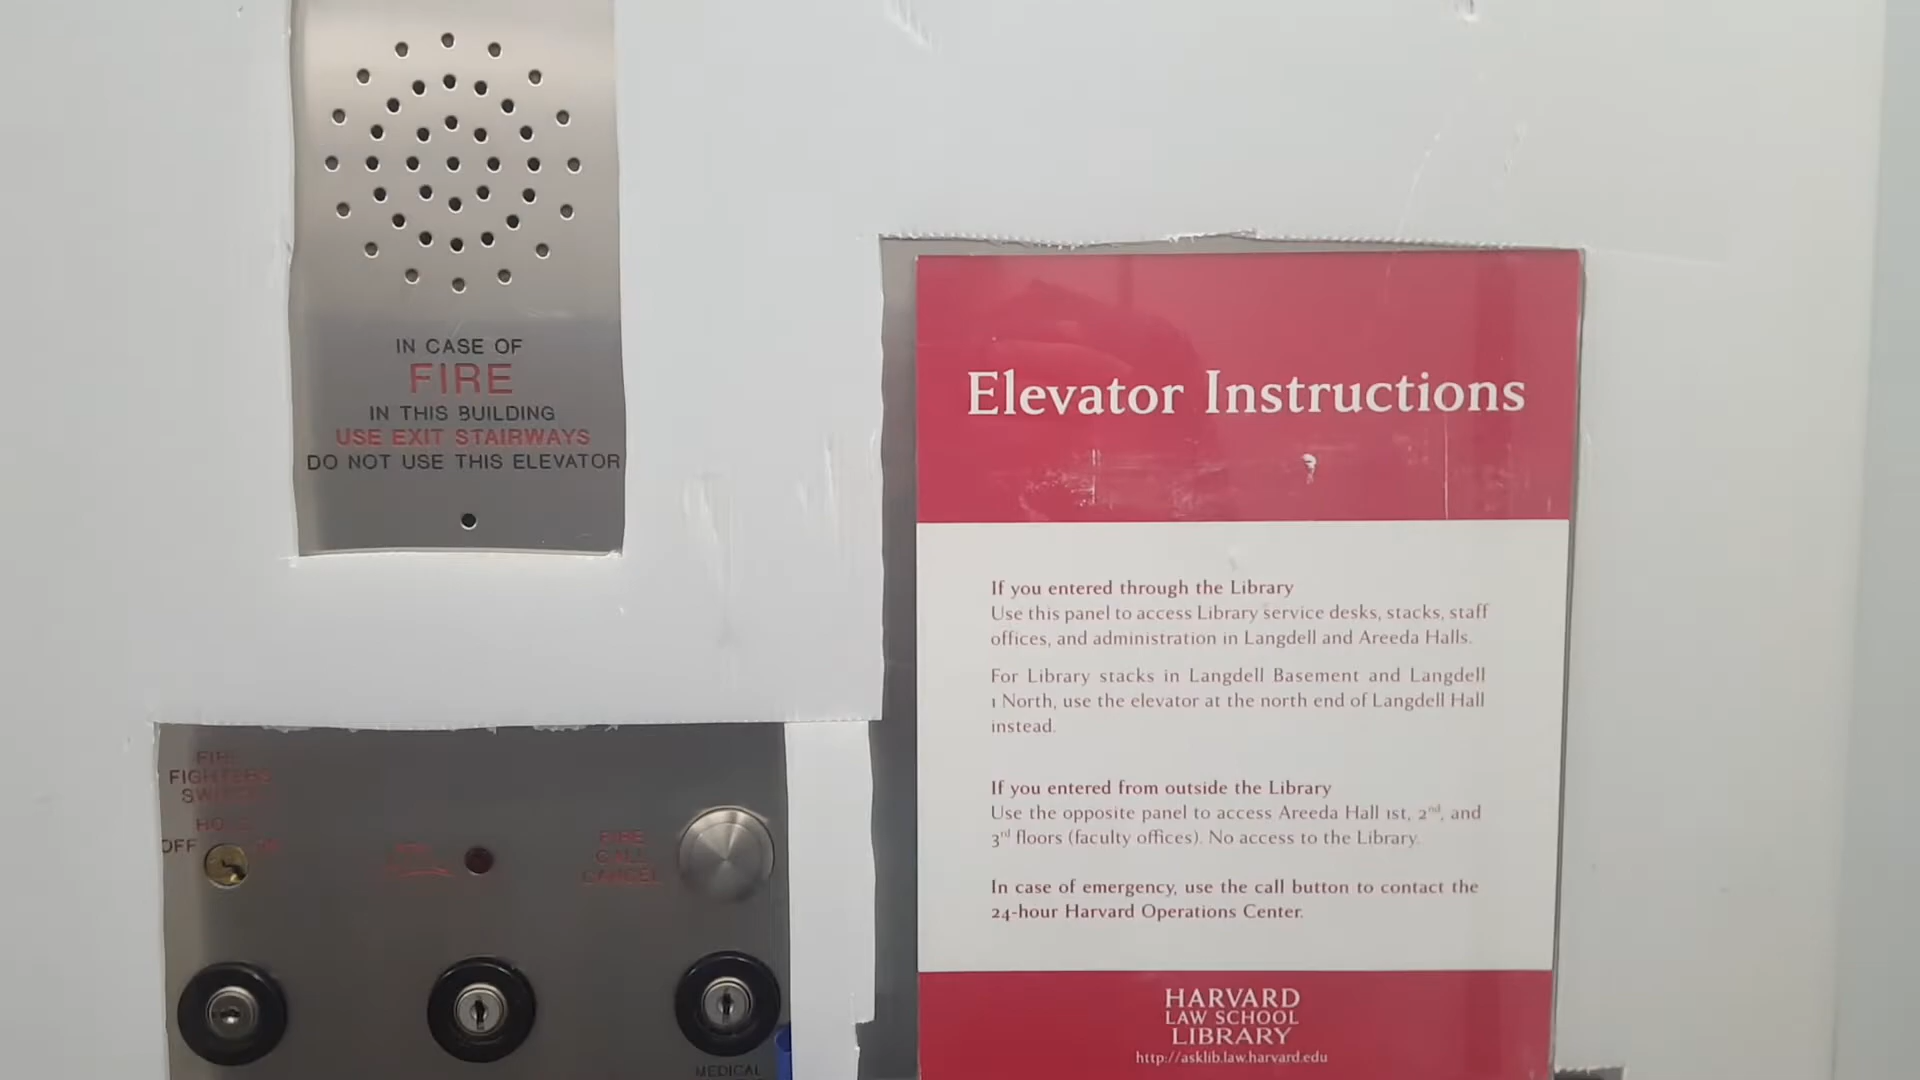 IN CASE OF
FIRE
IN THIS BUILDING
USE EXIT STAIRWAYS
DO NOT USE THIS ELEVATOR
FIRE
FIGHTERS
OFF
FIRE
CALL
CANCEL
MEDICAL
Elevator Instructions
If you entered through the Library
Use this panel to access Library service desks, stacks, staff
offices, and administration in Langdell and Areeda Halls.
For Library stacks in Langdell Basement and Langdell
1 North, use the elevator at the north end of Langdell Hall
instead.
If you entered from outside the Library
Use the opposite panel to access Areeda Hall 1st, 2nd, and
3rd floors (faculty offices). No access to the Library.
In case of emergency, use the call button to contact the
24-hour Harvard Operations Center.
HARVARD
LAW SCHOOL
LIBRARY
http://asklib.law.harvard.edu